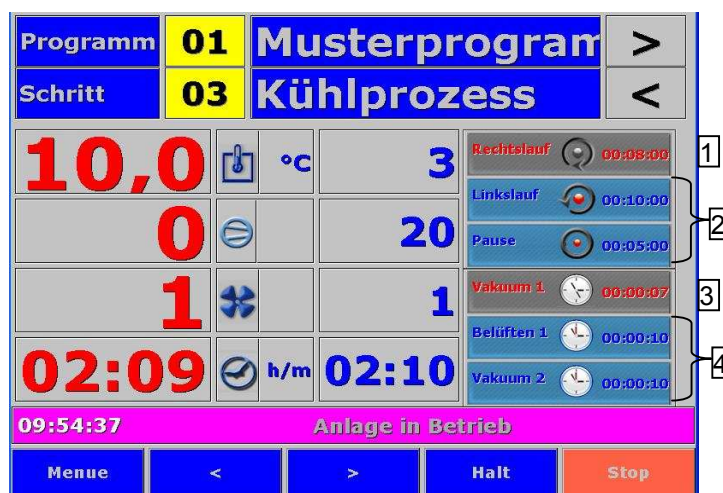 Programm 01 Musterprogram >
Schritt 03 Kühlprozess <
10,0 °C 3
Rechtslauf 00:08:00 1
Linkslauf 00:10:00
2
0 20
Pause 00:05:00
1 1
Vakuum 1 00:00:07 3
Belüften 1 00:00:10
4
02:09 h/m 02:10
Vakuum 2 00:00:10
09:54:37 Anlage in Betrieb
Menue < > Halt Stop